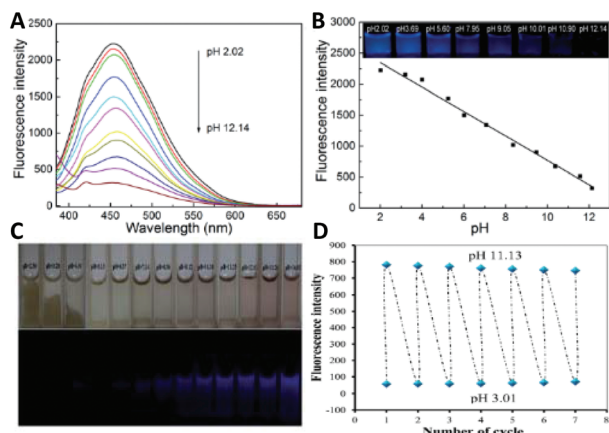 A
Fluorescence intensity
2500
2000
1500
1000
500
0
pH 2.02
pH 12.14
400 450 500 550 600 650
Wavelength (nm)
B
Fluorescence intensity
3000
2500
2000
1500
1000
500
0
pH2.02 pH3.69 pH 5.60 pH 7.95 pH 9.05 pH 10.01 pH 10.90 pH 12.14
2 4 6 8 10 12
pH
C
D
Fluorescence intensity
900
800
700
600
500
400
300
200
100
0
-100
pH 11.13
pH 3.01
0 1 2 3 4 5 6 7 8
Number of cycle